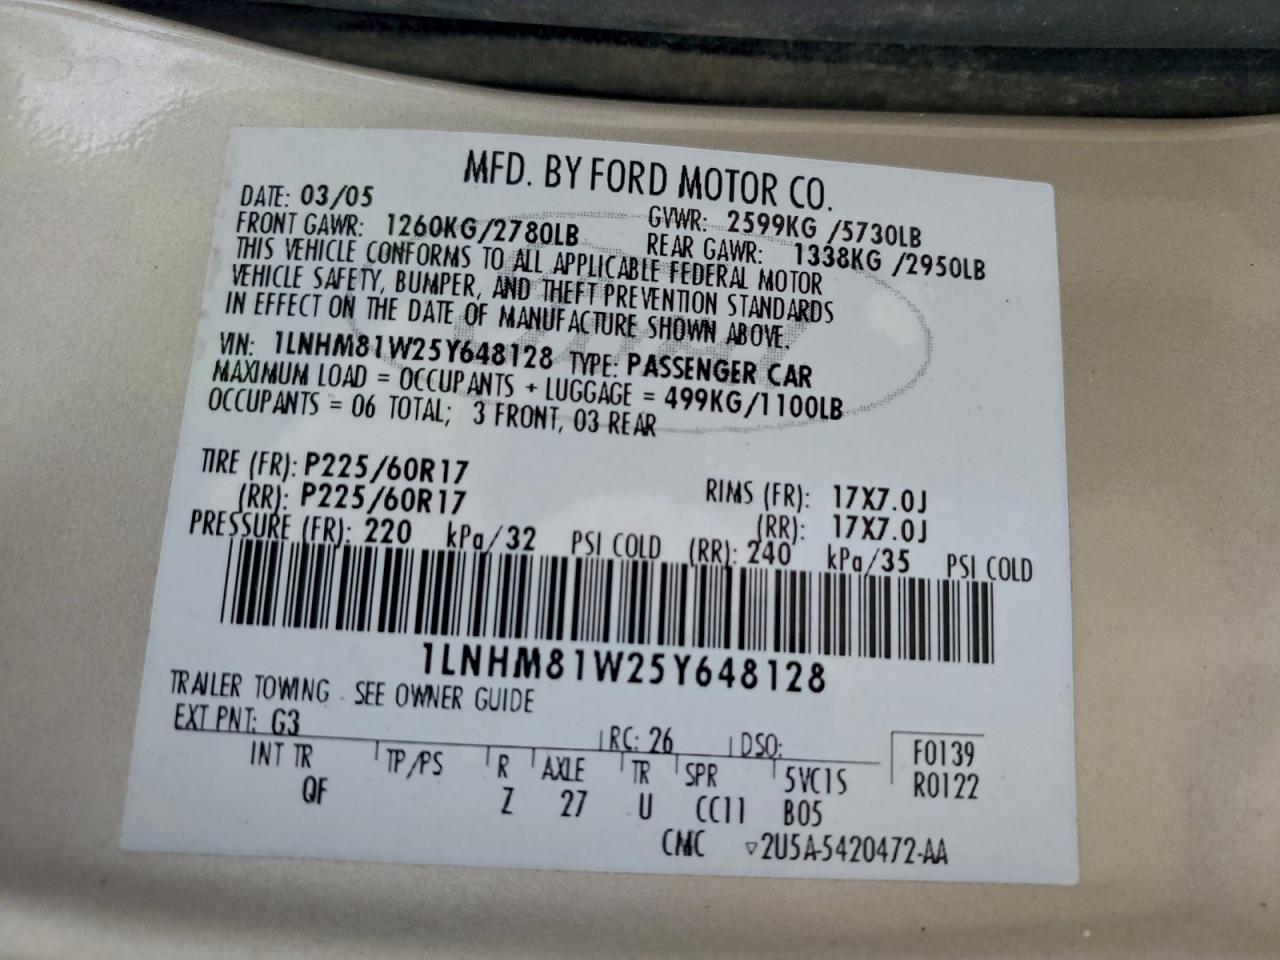 MFD. BY FORD MOTOR CO.
DATE: 03/05 GVWR: 2599KG /5730LB
FRONT GAWR: 1260KG/2780LB REAR GAWR: 1338KG /2950LB
THIS VEHICLE CONFORMS TO ALL APPLICABLE FEDERAL MOTOR
VEHICLE SAFETY, BUMPER, AND THEFT PREVENTION STANDARDS
IN EFFECT ON THE DATE OF MANUFACTURE SHOWN ABOVE.
VIN: 1LNHM81W25Y648128 TYPE: PASSENGER CAR
MAXIMUM LOAD = OCCUPANTS + LUGGAGE = 499KG/1100LB
OCCUPANTS = 06 TOTAL; 3 FRONT, 03 REAR
TIRE (FR): P225/60R17 RIMS (FR): 17X7.0J
(RR): P225/60R17 (RR): 17X7.0J
PRESSURE (FR): 220 kPa/32 PSI COLD (RR): 240 kPa/35 PSI COLD
1LNHM81W25Y648128
TRAILER TOWING - SEE OWNER GUIDE
EXT PNT: G3 RC: 26 DSO: F0139
INT TR TP/PS R AXLE TR SPR 5VC1S R0122
QF Z 27 U CC11 B05
CMC ▽2U5A-5420472-AA